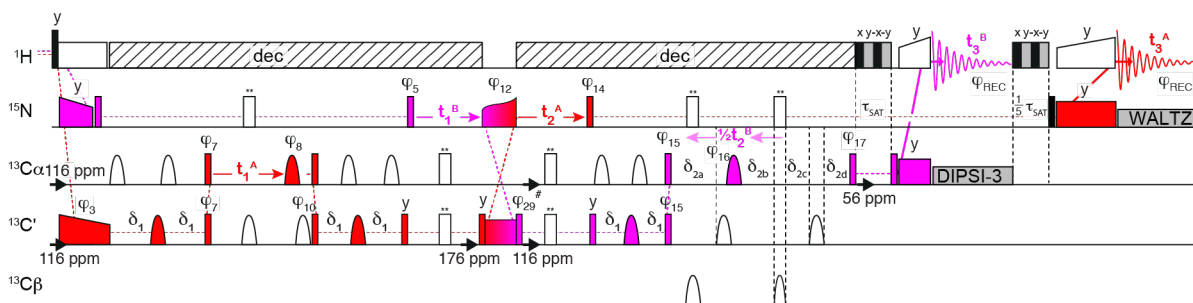 y x y-x-y y x y-x-y y
¹H dec dec t₃ᴮ t₃ᴬ
φREC φREC
y ** φ₅ φ₁₂ φ₁₄ ** **
¹⁵N t₁ᴮ t₂ᴬ τSAT ⅕ τSAT y WALTZ
φ₇ φ₈ ** ** φ₁₅ ½t₂ᴮ φ₁₆ φ₁₇
¹³Cα 116 ppm t₁ᴬ δ₂ₐ δ₂b δ₂c δ₂d 56 ppm DIPSI-3
φ₃ φ₇ φ₁₀ y ** y φ₂₉ # ** y φ₁₅
¹³C' δ₁ δ₁ δ₁ δ₁ δ₁ δ₁
116 ppm 176 ppm 116 ppm
¹³Cβ